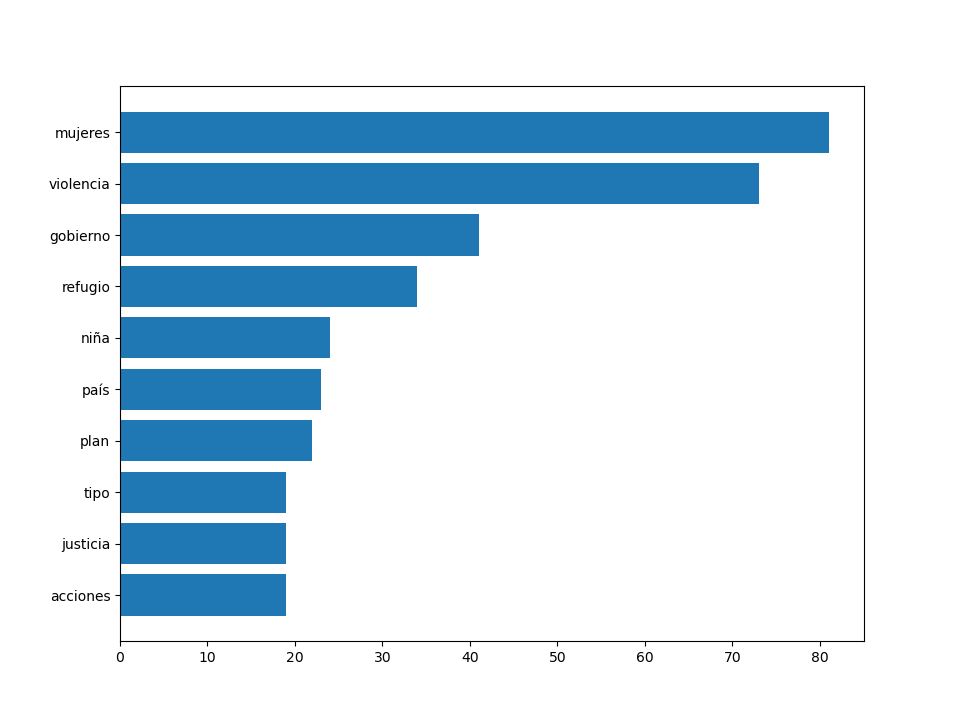 mujeres
violencia
gobierno
refugio
niña
país
plan
tipo
justicia
acciones
0 10 20 30 40 50 60 70 80